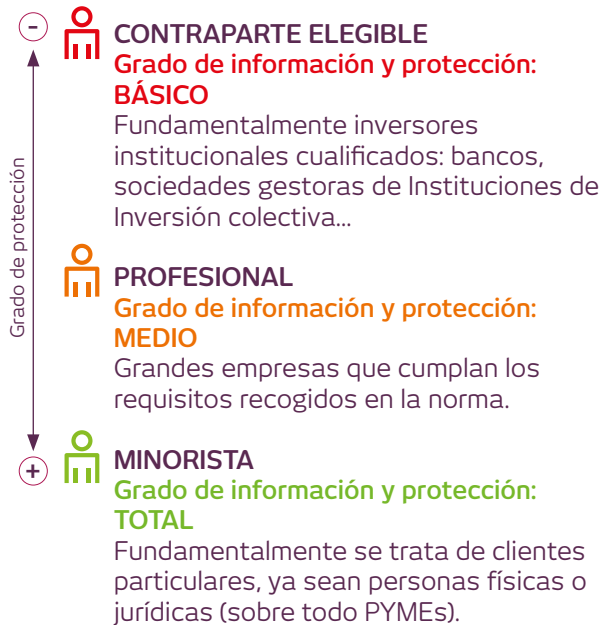 -
CONTRAPARTE ELEGIBLE
Grado de información y protección:
BÁSICO
Fundamentalmente inversores
institucionales cualificados: bancos,
sociedades gestoras de Instituciones de
Inversión colectiva...
Grado de protección
PROFESIONAL
Grado de información y protección:
MEDIO
Grandes empresas que cumplan los
requisitos recogidos en la norma.
+
MINORISTA
Grado de información y protección:
TOTAL
Fundamentalmente se trata de clientes
particulares, ya sean personas físicas o
jurídicas (sobre todo PYMEs).